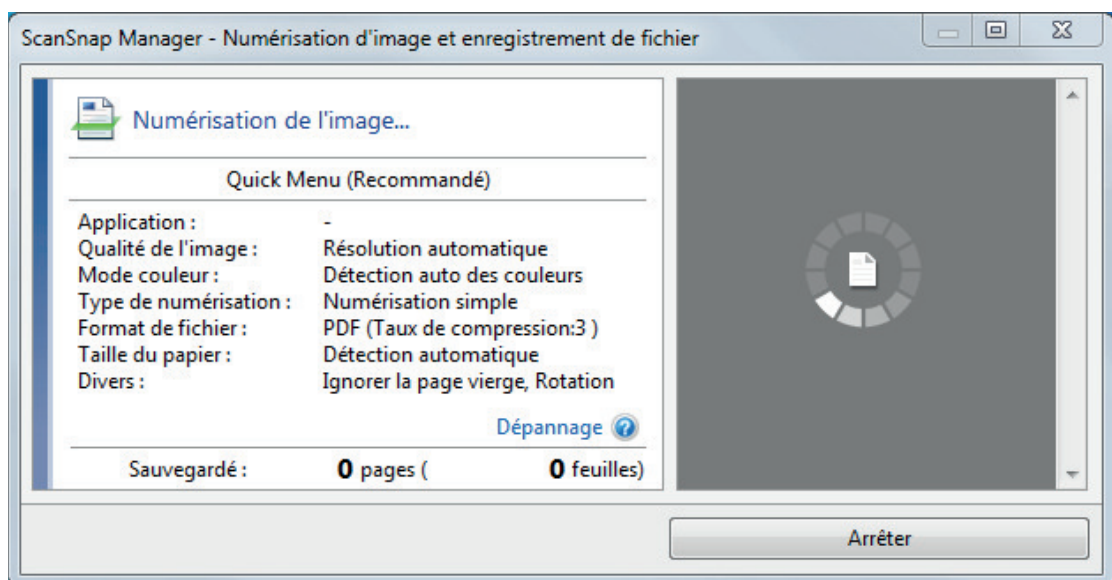 ScanSnap Manager - Numérisation d'image et enregistrement de fichier
Numérisation de l'image...
Quick Menu (Recommandé)
Application : -
Qualité de l'image : Résolution automatique
Mode couleur : Détection auto des couleurs
Type de numérisation : Numérisation simple
Format de fichier : PDF (Taux de compression:3 )
Taille du papier : Détection automatique
Divers : Ignorer la page vierge, Rotation
Dépannage ?
Sauvegardé : 0 pages ( 0 feuilles)
Arrêter